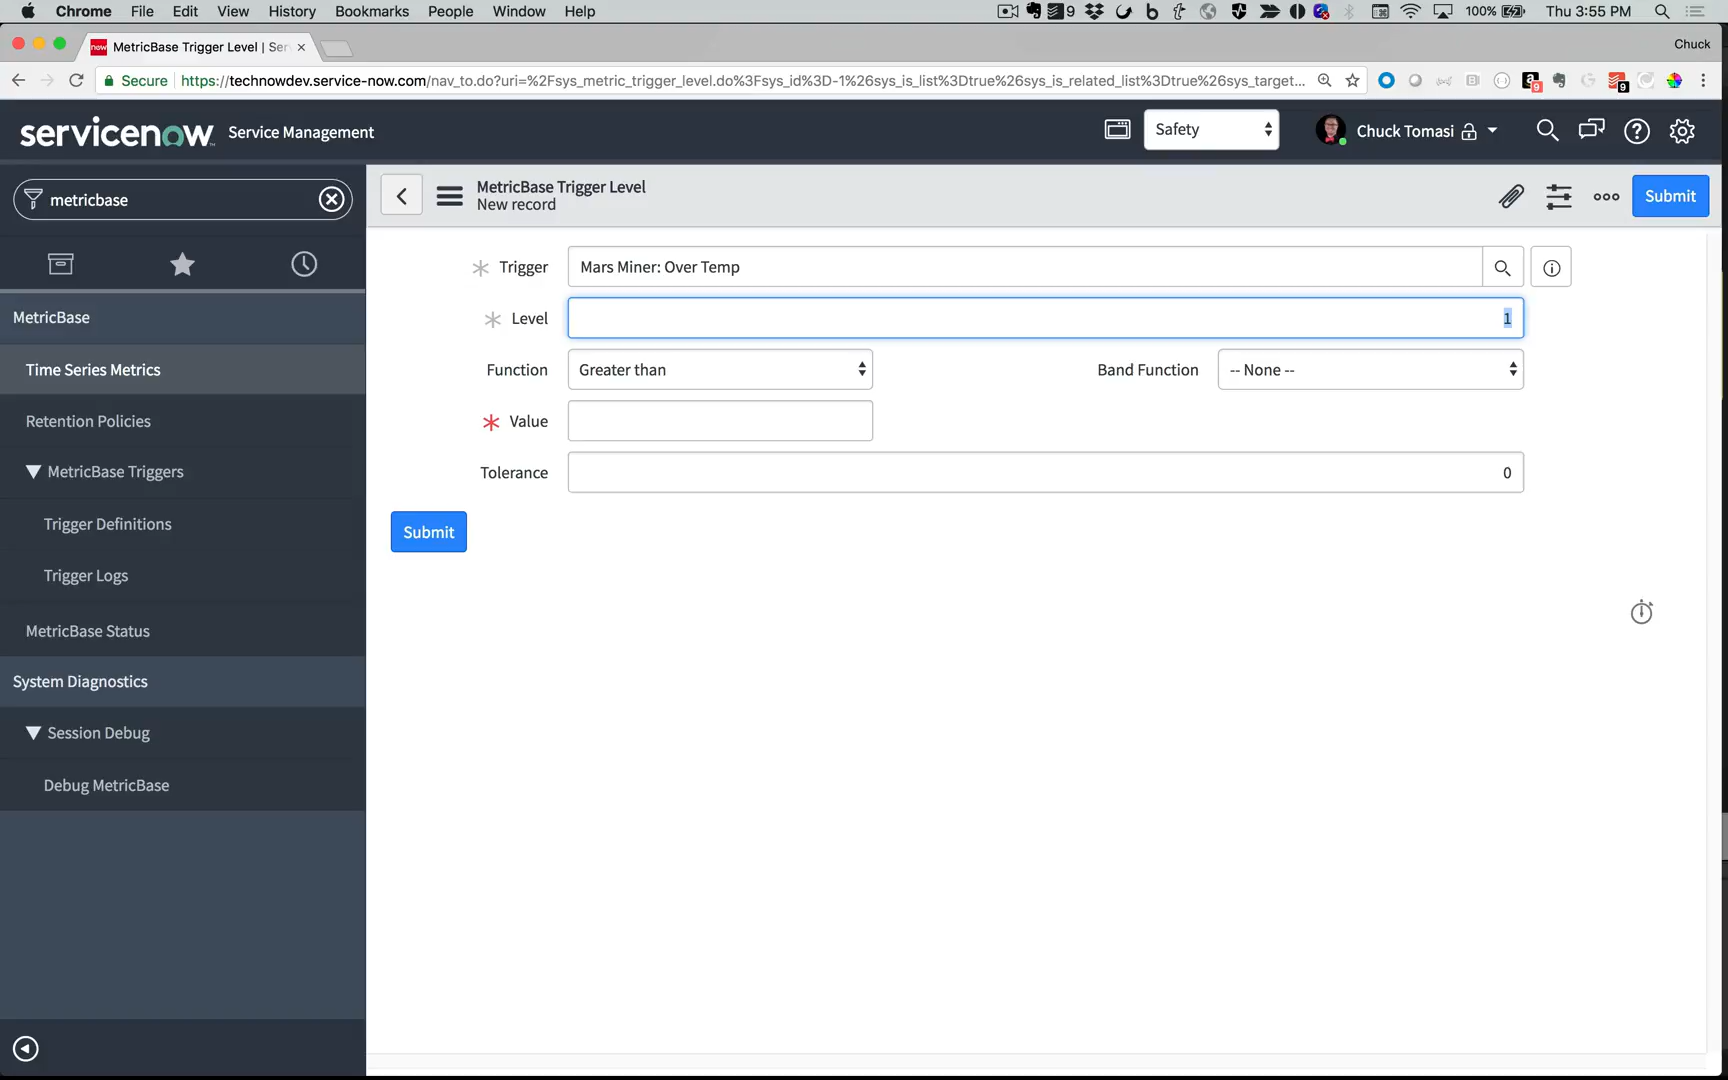 Chrome File Edit View History Bookmarks People Window Help 9 100% Thu 3:55 PM
now MetricBase Trigger Level | Ser Chuck
Secure https://technowdev.service-now.com/nav_to.do?uri=%2Fsys_metric_trigger_level.do%3Fsys_id%3D-1%26sys_is_list%3Dtrue%26sys_is_related_list%3Dtrue%26sys_target... 9 9
servicenow Service Management Safety Chuck Tomasi
metricbase
MetricBase Trigger Level
New record
Submit
MetricBase
Time Series Metrics
Retention Policies
MetricBase Triggers
Trigger Definitions
Trigger Logs
MetricBase Status
System Diagnostics
Session Debug
Debug MetricBase
Trigger Mars Miner: Over Temp
Level 1
Function Greater than Band Function -- None --
Value
Tolerance 0
Submit